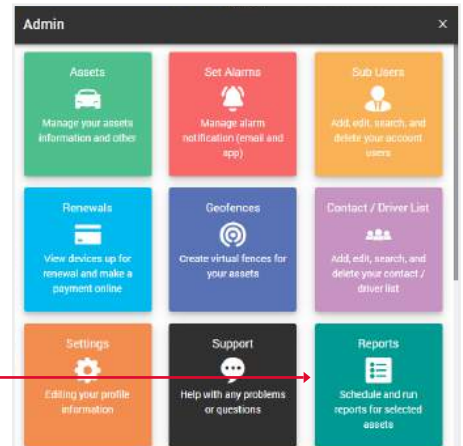 Admin ×
Assets
Manage your assets
information and other
Set Alarms
Manage alarm
notification (email and
app)
Sub Users
Add, edit, search, and
delete your account
users
Renewals
View devices up for
renewal and make a
payment online
Geofences
Create virtual fences for
your assets
Contact / Driver List
Add, edit, search, and
delete your contact /
driver list
Settings
Editing your profile
information
Support
Help with any problems
or questions
Reports
Schedule and run
reports for selected
assets